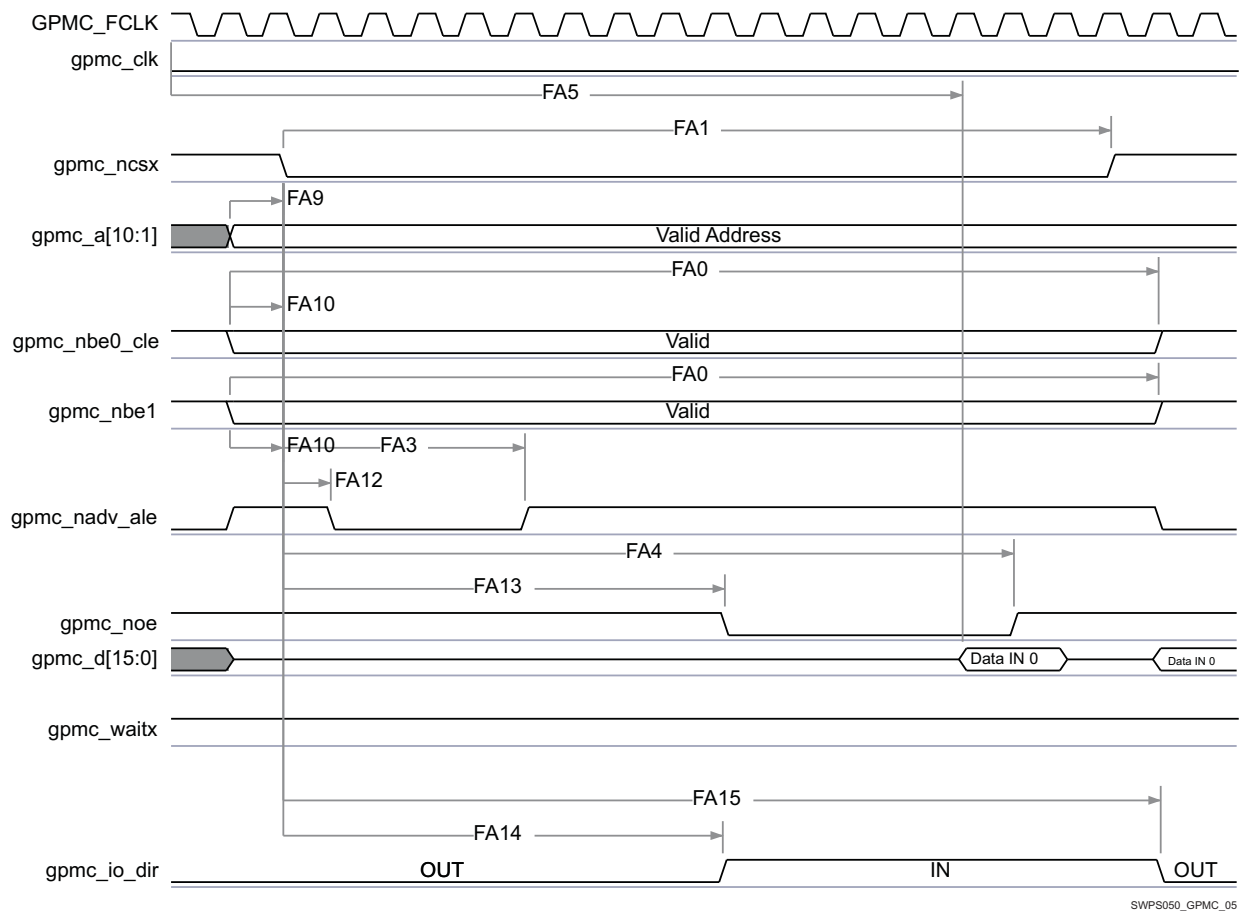 GPMC_FCLK
gpmc_clk
FA5
FA1
gpmc_ncsx
FA9
gpmc_a[10:1]
Valid Address
FA0
FA10
gpmc_nbe0_cle
Valid
FA0
gpmc_nbe1
Valid
FA10
FA3
FA12
gpmc_nadv_ale
FA4
FA13
gpmc_noe
gpmc_d[15:0]
Data IN 0
Data IN 0
gpmc_waitx
FA15
FA14
gpmc_io_dir
OUT
IN
OUT
SWPS050_GPMC_05